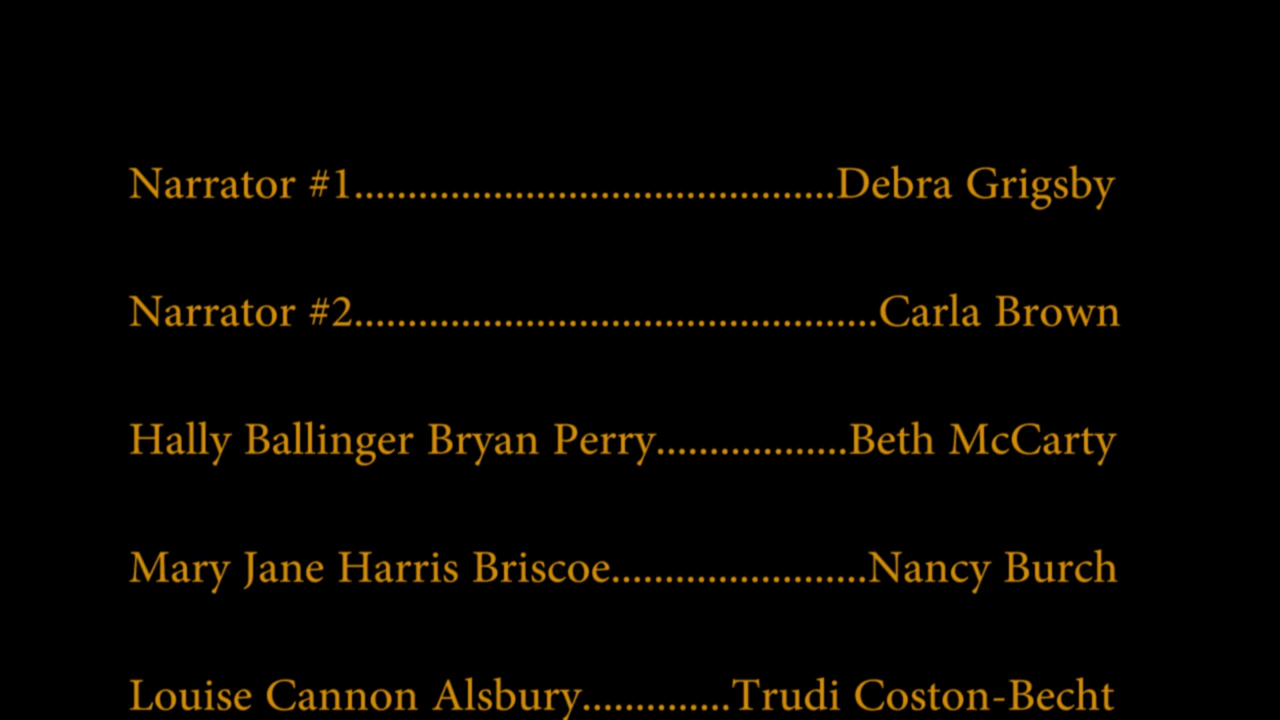 Narrator #1.............................................Debra Grigsby
Narrator #2.................................................Carla Brown
Hally Ballinger Bryan Perry..................Beth McCarty
Mary Jane Harris Briscoe........................Nancy Burch
Louise Cannon Alsbury..............Trudi Coston-Becht